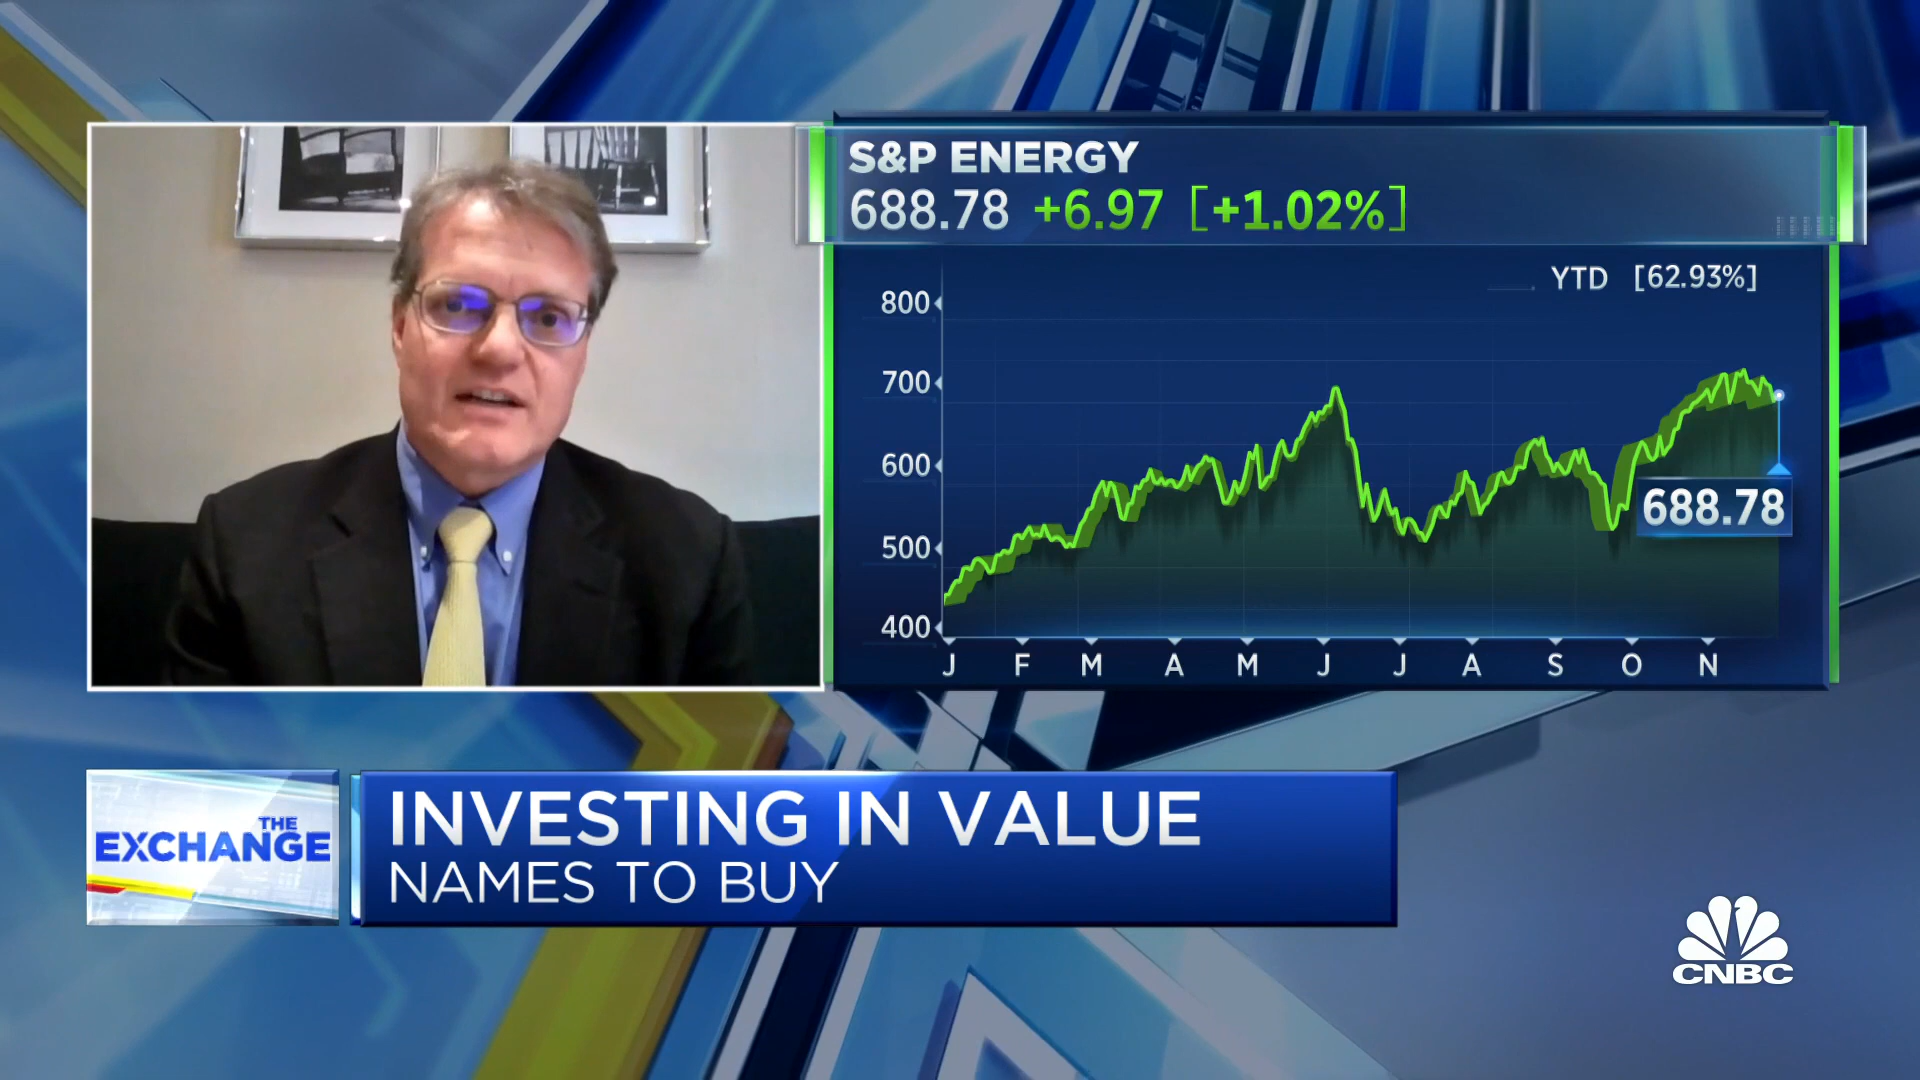 S&P ENERGY
688.78 +6.97 [+1.02%]
YTD [62.93%]
800
700
600
500
400
688.78
J F M A M J J A S O N
THE
EXCHANGE
INVESTING IN VALUE
NAMES TO BUY
CNBC